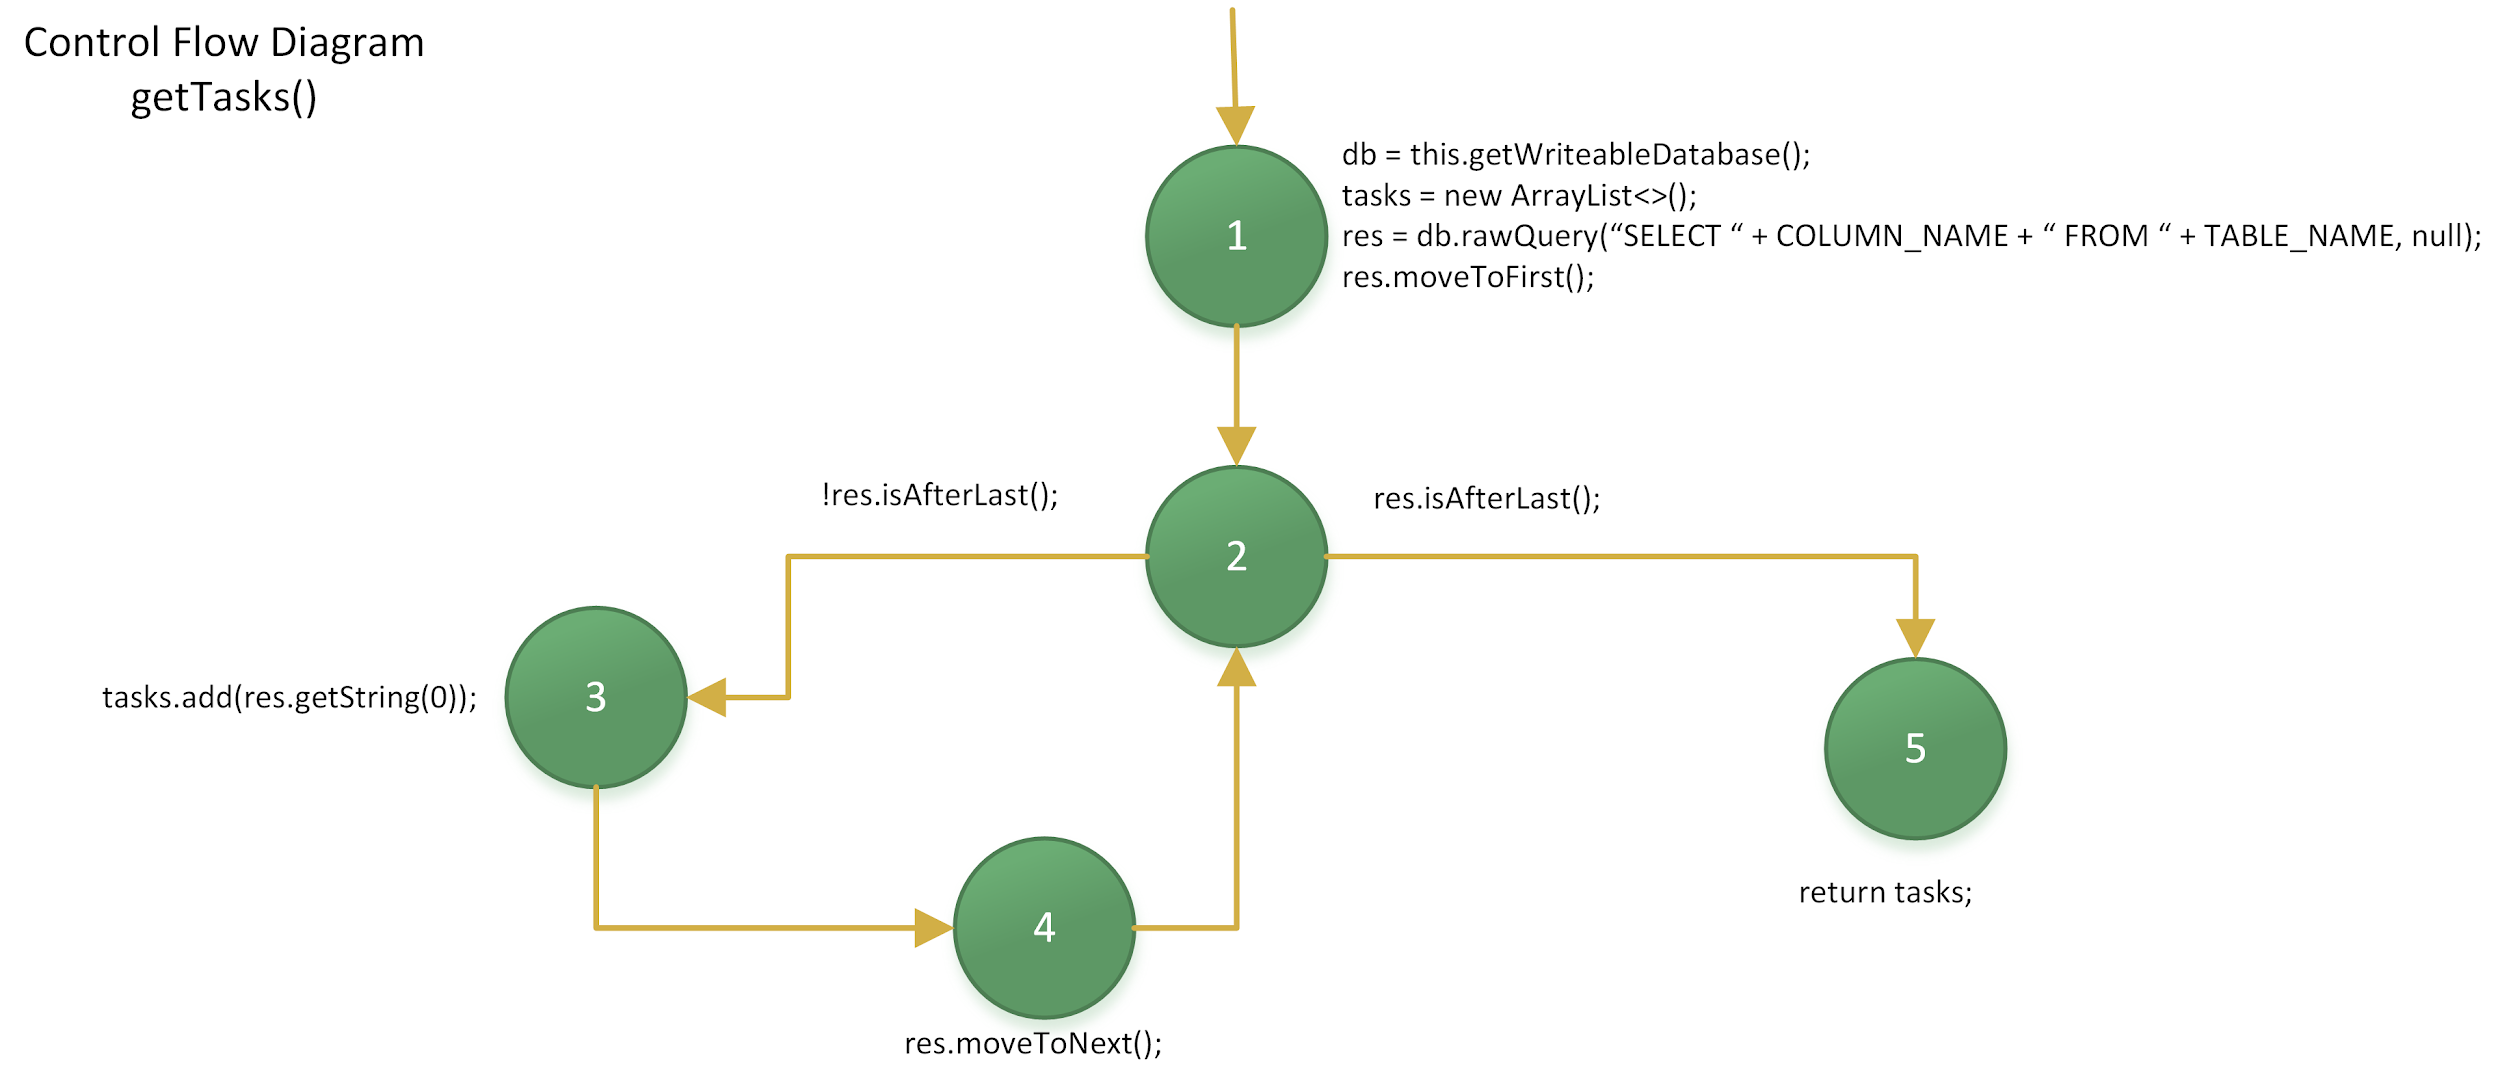 Control Flow Diagram
getTasks()
db = this.getWriteableDatabase();
tasks = new ArrayList<>();
res = db.rawQuery(“SELECT “ + COLUMN_NAME + “ FROM “ + TABLE_NAME, null);
res.moveToFirst();
1
!res.isAfterLast();
res.isAfterLast();
2
tasks.add(res.getString(0));
3
5
return tasks;
4
res.moveToNext();